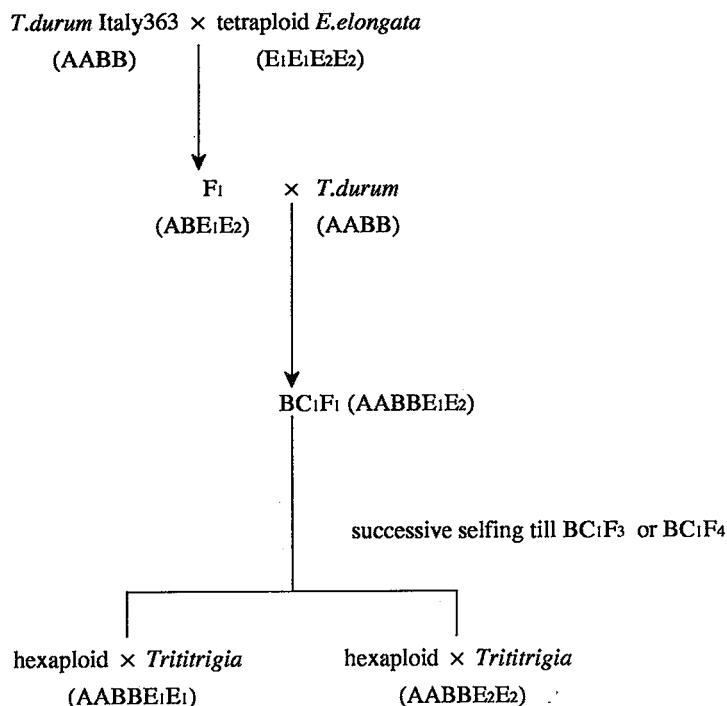 T.durum Italy363 × tetraploid E.elongata
(AABB) (E1E1E2E2)
F1 × T.durum
(ABE1E2) (AABB)
BC1F1 (AABBE1E2)
successive selfing till BC1F3 or BC1F4
hexaploid × Trititrigia hexaploid × Trititrigia
(AABBE1E1) (AABBE2E2)